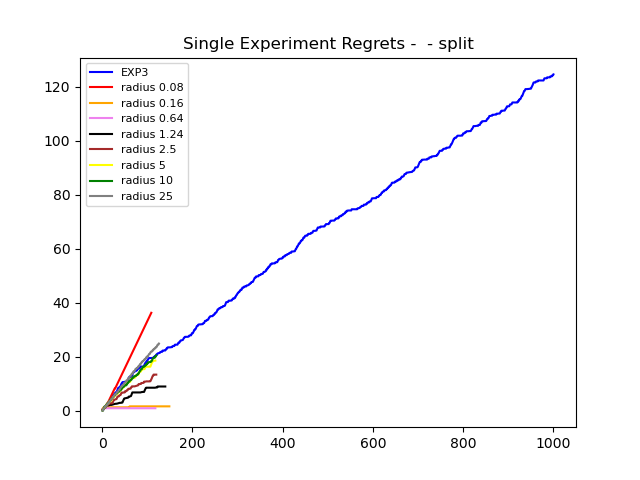 Single Experiment Regrets -  - split
EXP3
radius 0.08
radius 0.16
radius 0.64
radius 1.24
radius 2.5
radius 5
radius 10
radius 25
120
100
80
60
40
20
0
0 200 400 600 800 1000